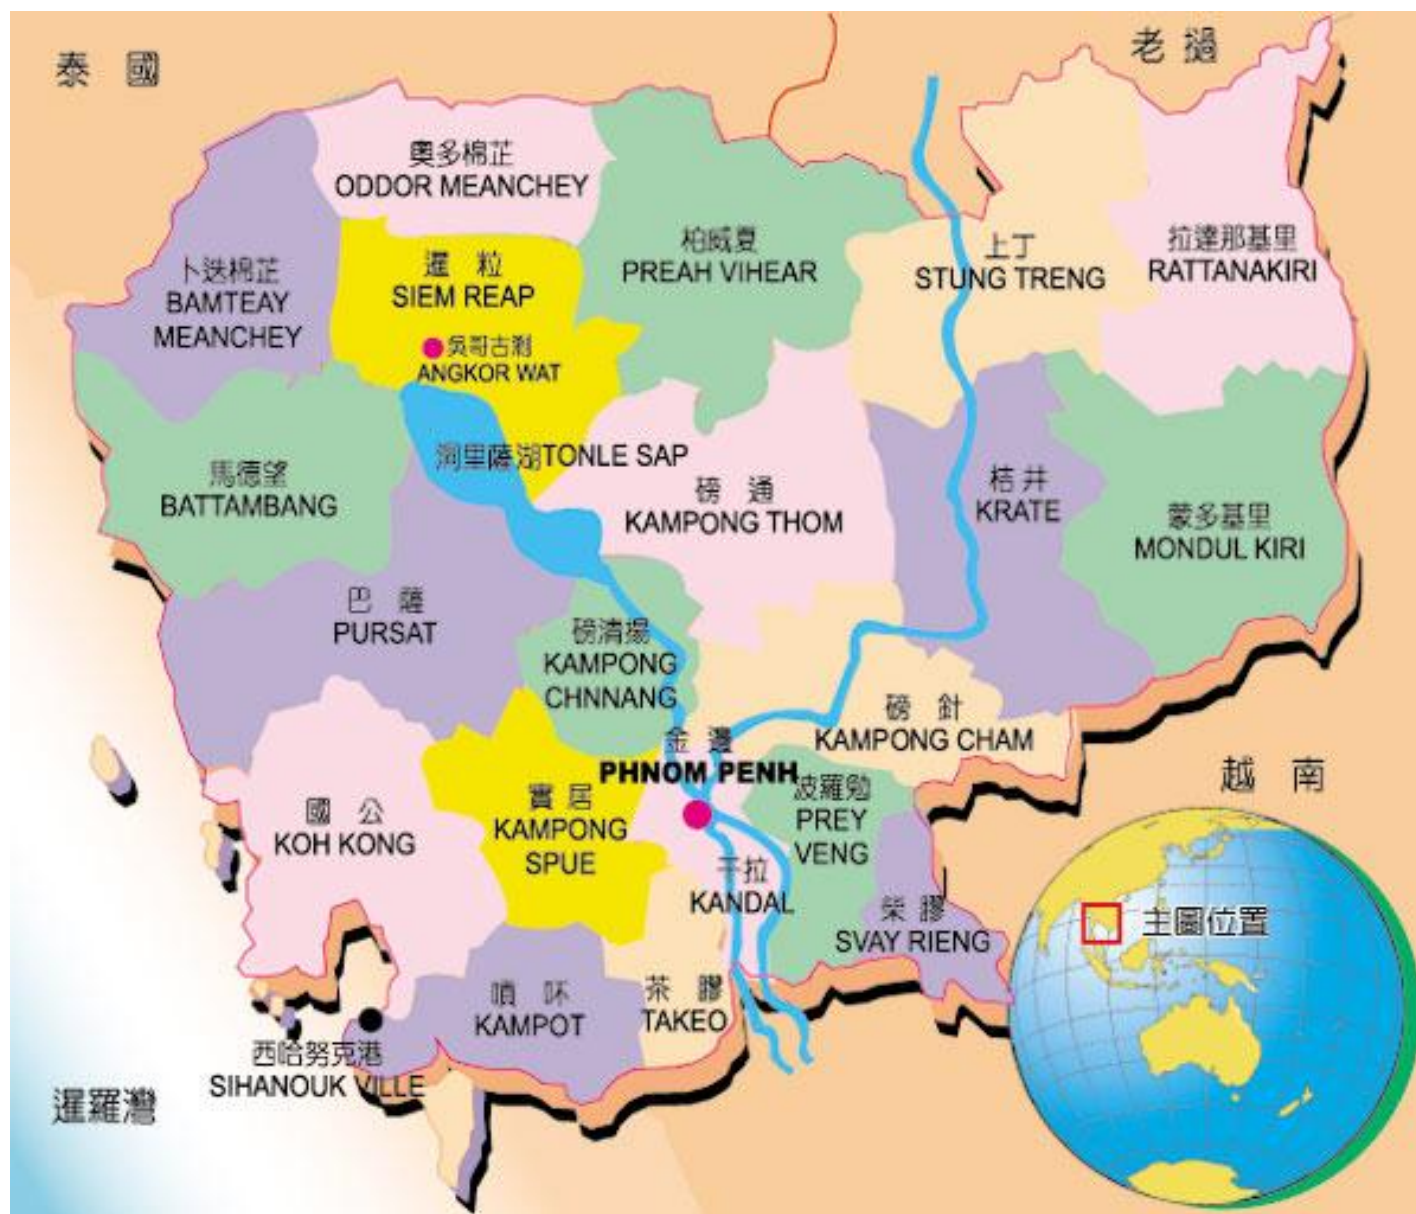 泰 國
老 撾
奧多棉芷
ODDOR MEANCHEY
柏威夏
PREAH VIHEAR
上丁
STUNG TRENG
拉達那基里
RATTANAKIRI
卜迭棉芷
BAMTEAY
MEANCHEY
暹 粒
SIEM REAP
吳哥古刹
ANGKOR WAT
馬德望
BATTAMBANG
洞里薩湖TONLE SAP
磅 通
KAMPONG THOM
桔井
KRATE
蒙多基里
MONDUL KIRI
巴 薩
PURSAT
磅清揚
KAMPONG
CHNNANG
磅 針
KAMPONG CHAM
金 邊
PHNOM PENH
國 公
KOH KONG
實居
KAMPONG
SPUE
波羅勉
PREY
VENG
干拉
KANDAL
榮膠
SVAY RIENG
越 南
主圖位置
噴吥
KAMPOT
茶膠
TAKEO
西哈努克港
SIHANOUK VILLE
暹羅灣